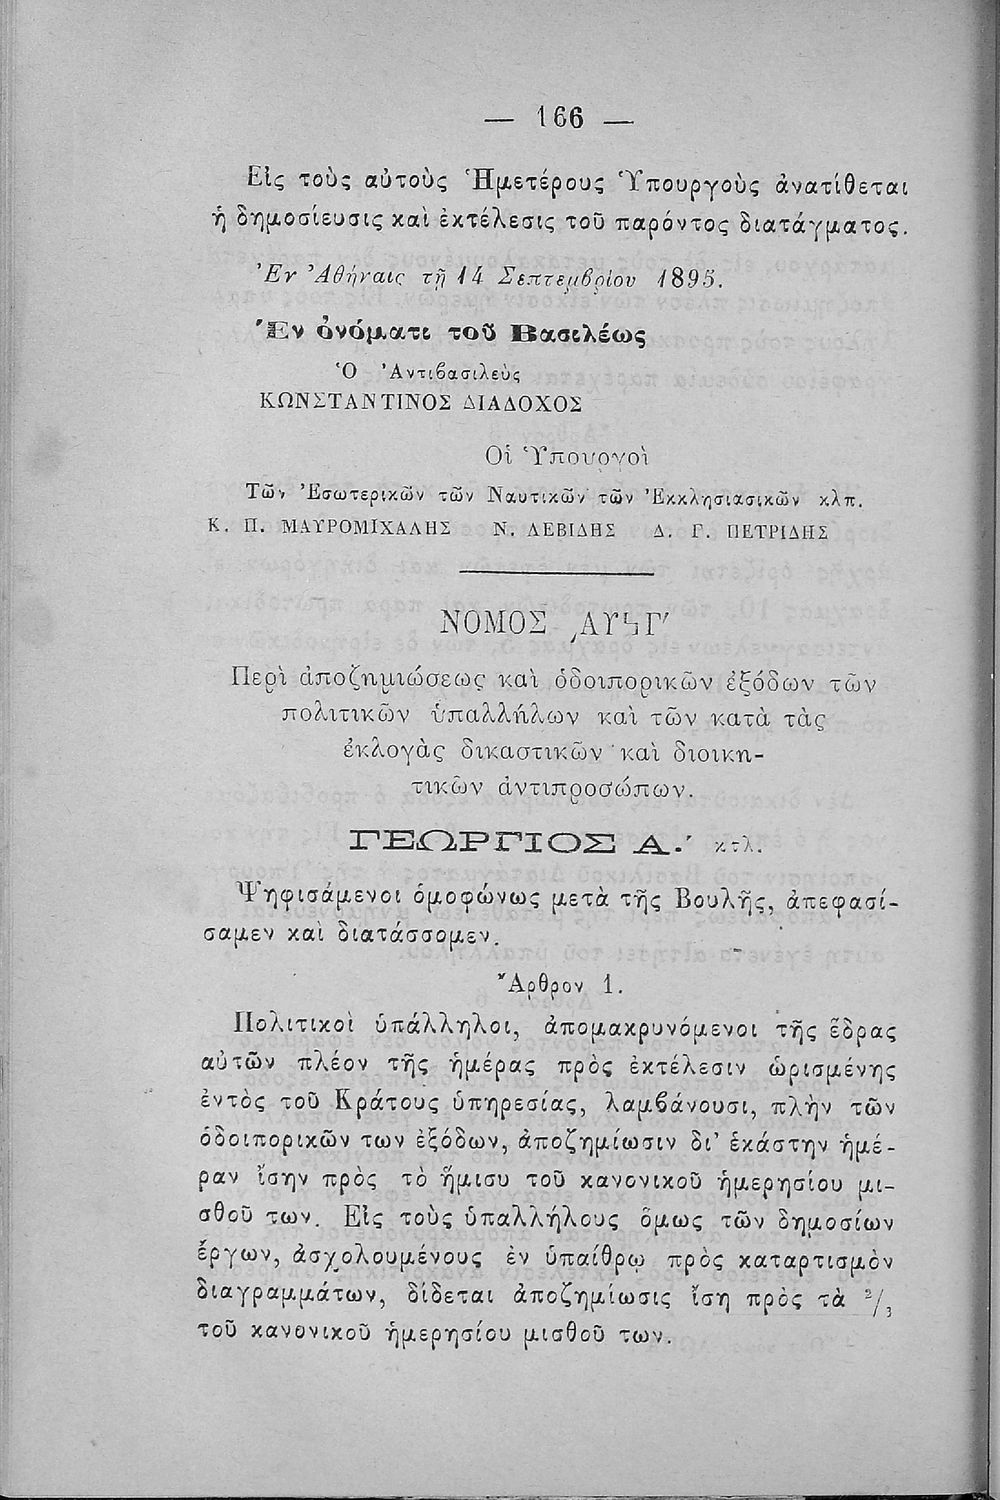 — 166 —
Εἰς τοὺς αὐτοὺς Ἡμετέρους Ὑπουργοὺς ἀνατίθεται
ἡ δημοσίευσις καὶ ἐκτέλεσις τοῦ παρόντος διατάγματος.
Ἐν Ἀθήναις τῇ 14 Σεπτεμβρίου 1895.
Ἐν ὀνόματι τοῦ Βασιλέως
Ὁ Ἀντιβασιλεὺς
ΚΩΝΣΤΑΝΤΙΝΟΣ ΔΙΑΔΟΧΟΣ
Οἱ Ὑπουργοὶ
Τῶν Ἐσωτερικῶν τῶν Ναυτικῶν τῶν Ἐκκλησιασικῶν κλπ.
Κ. Π. ΜΑΥΡΟΜΙΧΑΛΗΣ Ν. ΛΕΒΙΔΗΣ Δ. Γ. ΠΕΤΡΙΔΗΣ
ΝΟΜΟΣ ͵ΑΥϞΓʹ
Περὶ ἀποζημιώσεως καὶ ὁδοιπορικῶν ἐξόδων τῶν
πολιτικῶν ὑπαλλήλων καὶ τῶν κατὰ τὰς
ἐκλογὰς δικαστικῶν καὶ διοικη-
τικῶν ἀντιπροσώπων.
ΓΕΩΡΓΙΟΣ Α.ʹ κτλ.
Ψηφισάμενοι ὁμοφώνως μετὰ τῆς Βουλῆς, ἀπεφασί-
σαμεν καὶ διατάσσομεν.
Ἄρθρον 1.
Πολιτικοὶ ὑπάλληλοι, ἀπομακρυνόμενοι τῆς ἕδρας
αὐτῶν πλέον τῆς ἡμέρας πρὸς ἐκτέλεσιν ὡρισμένης
ἐντὸς τοῦ Κράτους ὑπηρεσίας, λαμβάνουσι, πλὴν τῶν
ὁδοιπορικῶν των ἐξόδων, ἀποζημίωσιν δι’ ἑκάστην ἡμέ-
ραν ἴσην πρὸς τὸ ἥμισυ τοῦ κανονικοῦ ἡμερησίου μι-
σθοῦ των. Εἰς τοὺς ὑπαλλήλους ὅμως τῶν δημοσίων
ἔργων, ἀσχολουμένους ἐν ὑπαίθρῳ πρὸς καταρτισμὸν
διαγραμμάτων, δίδεται ἀποζημίωσις ἴση πρὸς τὰ ²/₃
τοῦ κανονικοῦ ἡμερησίου μισθοῦ των.